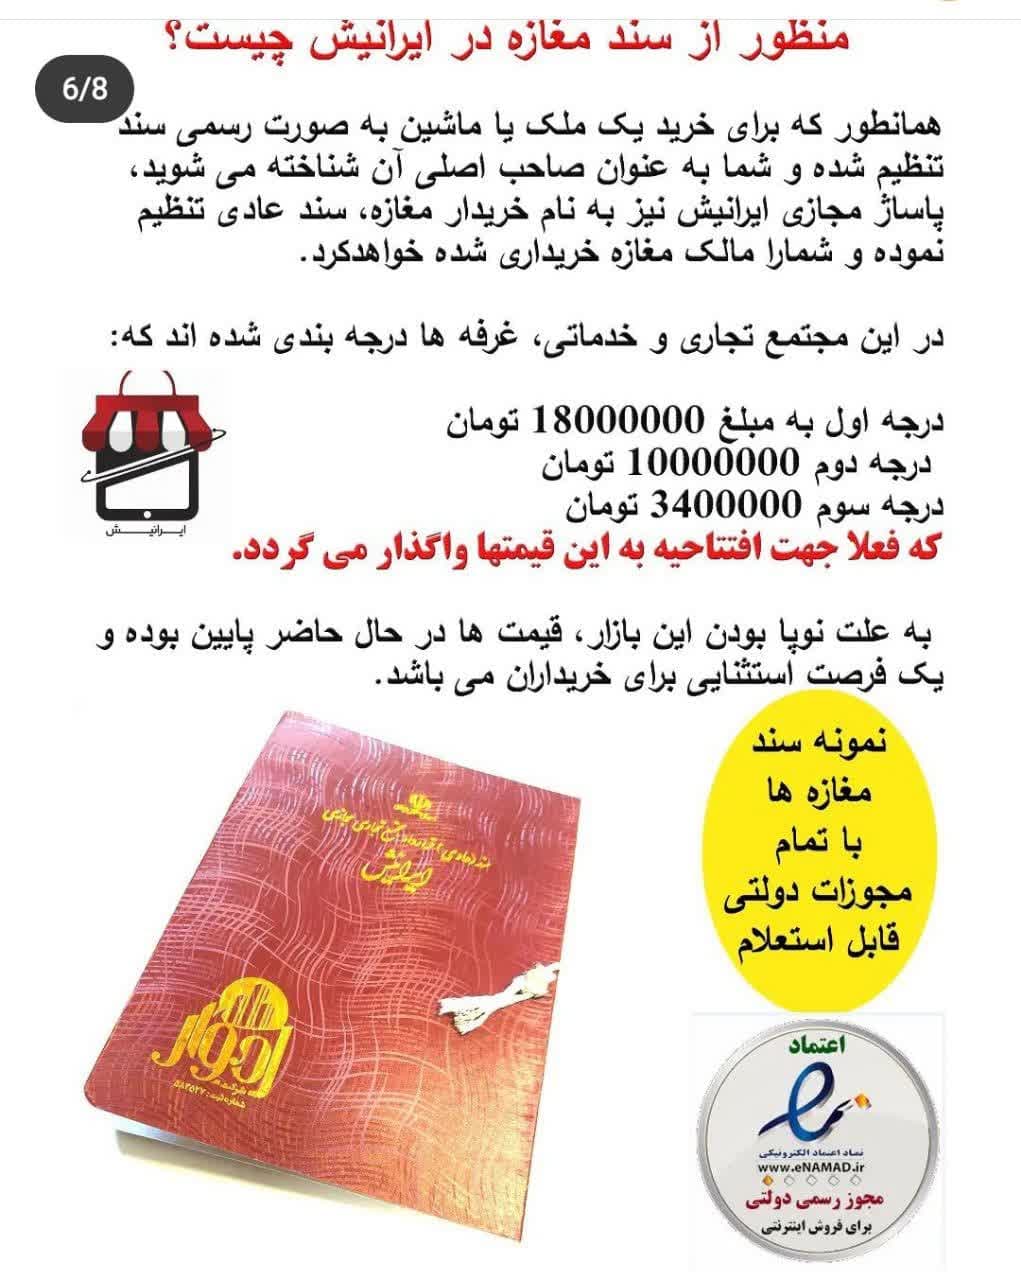 منظور از سند مغازه در ایرانیش چیست؟
6/8
همانطور که برای خرید یک ملک یا ماشین به صورت رسمی سند
تنظیم شده و شما به عنوان صاحب اصلی آن شناخته می شوید،
پاساژ مجازی ایرانیش نیز به نام خریدار مغازه، سند عادی تنظیم
نموده و شمارا مالک مغازه خریداری شده خواهدکرد.
در این مجتمع تجاری و خدماتی، غرفه ها درجه بندی شده اند که:
درجه اول به مبلغ 18000000 تومان
درجه دوم 10000000 تومان
درجه سوم 3400000 تومان
ایرانیش
که فعلا جهت افتتاحیه به این قیمتها واگذار می گردد.
به علت نوپا بودن این بازار، قیمت ها در حال حاضر پایین بوده و
یک فرصت استثنایی برای خریداران می باشد.
نمونه سند
مغازه ها
با تمام
مجوزات دولتی
قابل استعلام
ایرانیش
شرکت
شماره ثبت:
اعتماد
نماد اعتماد الکترونیکی
www.eNAMAD.ir
مجوز رسمی دولتی
برای فروش اینترنتی